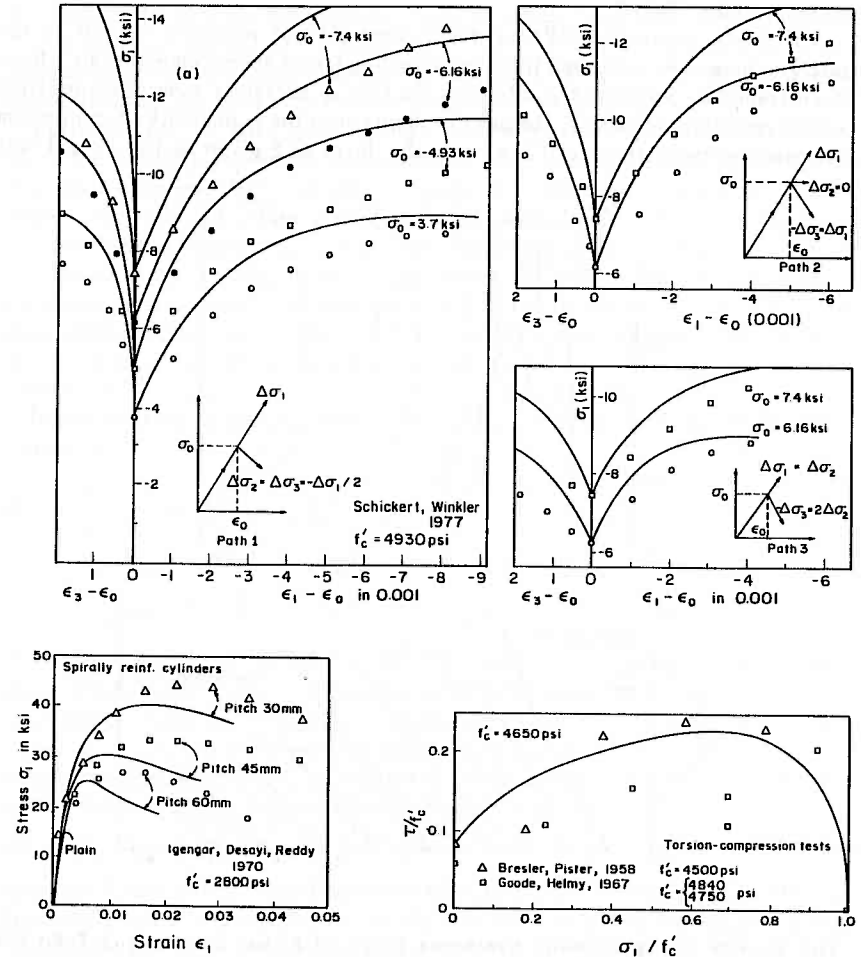 -14
σ₁ (ksi)
(a)
σ₀ = -7.4 ksi
-12
σ₀ = -6.16 ksi
-10
σ₀ = -4.93 ksi
-8
σ₀ = 3.7 ksi
-6
-4
-2
σ₀
Δσ₁
Δσ₂ = Δσ₃ = -Δσ₁/2
ε₀
Path 1
Schickert, Winkler
1977
f'c = 4930 psi
1 0 -1 -2 -3 -4 -5 -6 -7 -8 -9
ε₃-ε₀ ε₁-ε₀ in 0.001
σ₁ (ksi)
-12
σ₀ = -7.4 ksi
σ₀ = -6.16 ksi
-10
-8
-6
σ₀
Δσ₁
Δσ₂=0
-Δσ₃=Δσ₁
ε₀
Path 2
2 1 0 -2 -4 -6
ε₃-ε₀ ε₁-ε₀ (0.001)
σ₁ (ksi)
-10
σ₀ = 7.4 ksi
σ₀ = 6.16 ksi
-8
-6
σ₀
Δσ₁ = Δσ₂
-Δσ₃=2Δσ₂
ε₀
Path 3
2 1 0 -2 -4 -6
ε₃-ε₀ ε₁-ε₀ in 0.001
50
Spirally reinf. cylinders
40
Pitch 30mm
30
Pitch 45mm
20
Pitch 60mm
10
Plain
Igengar, Desayi, Reddy
1970
f'c = 2800 psi
0
0 0.01 0.02 0.03 0.04 0.05
Stress σ₁ in ksi
Strain ε₁
f'c = 4650 psi
0.2
τ/f'c
0.1
Torsion-compression tests
△ Bresler, Pister, 1958 f'c = 4500 psi
□ Goode, Helmy, 1967 f'c = {4840
4750 psi
0
0 0.2 0.4 0.6 0.8 1.0
σ₁ / f'c